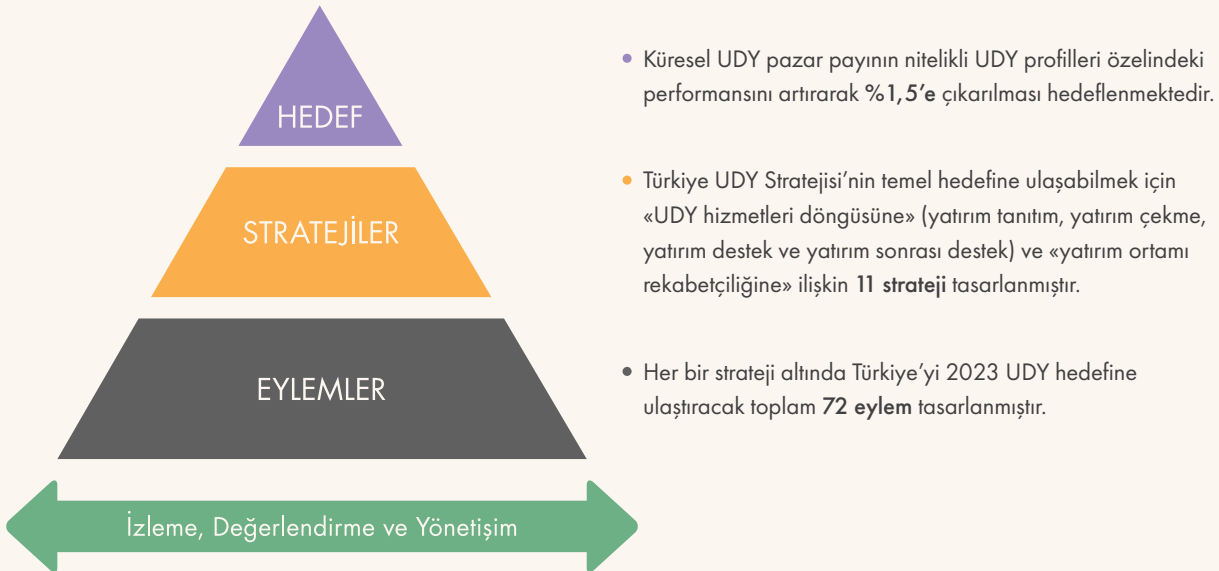 HEDEF
• Küresel UDY pazar payının nitelikli UDY profilleri özelindeki
performansını artırarak %1,5’e çıkarılması hedeflenmektedir.
STRATEJİLER
• Türkiye UDY Stratejisi’nin temel hedefine ulaşabilmek için
«UDY hizmetleri döngüsüne» (yatırım tanıtım, yatırım çekme,
yatırım destek ve yatırım sonrası destek) ve «yatırım ortamı
rekabetçiliğine» ilişkin 11 strateji tasarlanmıştır.
EYLEMLER
• Her bir strateji altında Türkiye’yi 2023 UDY hedefine
ulaştıracak toplam 72 eylem tasarlanmıştır.
İzleme, Değerlendirme ve Yönetişim